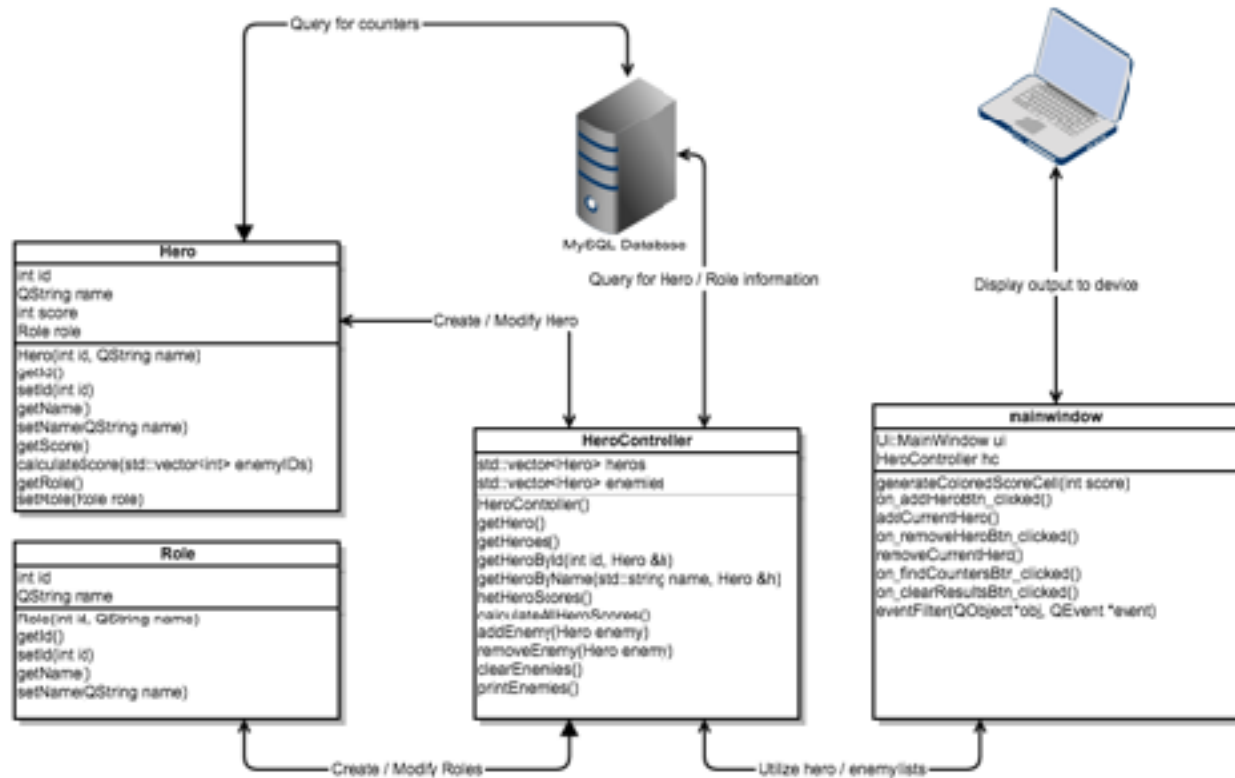 Query for counters
MySQL Database
Query for Hero / Role information
Display output to device
Create / Modify Hero
Hero
int id
QString name
int score
Role role
Hero(int id, QString name)
getId()
setId(int id)
getName()
setName(QString name)
getScore()
calculateScore(std::vector<int> enemyIDs)
getRole()
setRole(Role role)
Role
int id
QString name
Role(int id, QString name)
getId()
setId(int id)
getName()
setName(QString name)
HeroController
std::vector<Hero> heros
std::vector<Hero> enemies
HeroController()
getHero()
getHeroes()
getHeroById(int id, Hero &h)
getHeroByName(std::string name, Hero &h)
hetHeroScores()
calculateAllHeroScores()
addEnemy(Hero enemy)
removeEnemy(Hero enemy)
clearEnemies()
printEnemies()
mainwindow
UI::MainWindow ui
HeroController hc
generateColoredScoreCell(int score)
on_addHeroBtn_clicked()
addCurrentHero()
on_removeHeroBtn_clicked()
removeCurrentHero()
on_findCountersBtn_clicked()
on_clearResultsBtn_clicked()
eventFilter(QObject*obj, QEvent *event)
Create / Modify Roles
Utilize hero / enemy lists